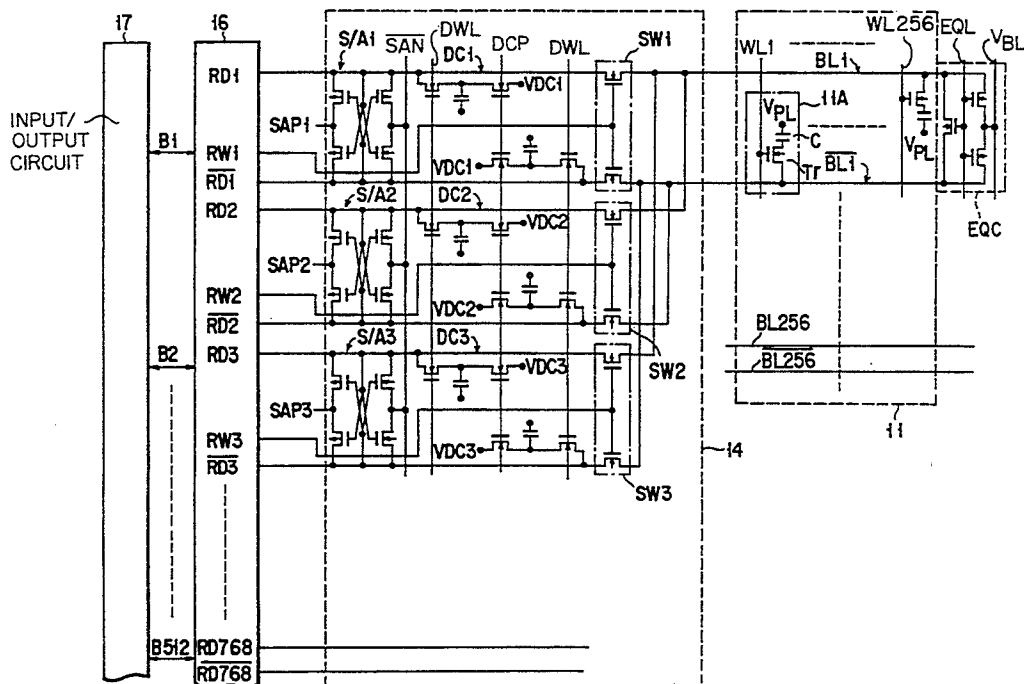 17
16
S/A1
SAN
DWL
DC1
DCP
DWL
SW1
WL1
WL256
BL1
EQL
VBL
RD1
VDC1
11A
VPL
C
VPL
INPUT/
OUTPUT
CIRCUIT
SAP1
B1
RW1
VDC1
Tr
BL1
RD1
RD2
S/A2
DC2
VDC2
EQC
SAP2
RW2
VDC2
RD2
S/A3
DC3
BL256
B2
RD3
SW2
BL256
VDC3
SAP3
11
RW3
VDC3
14
RD3
SW3
B512
RD768
RD768